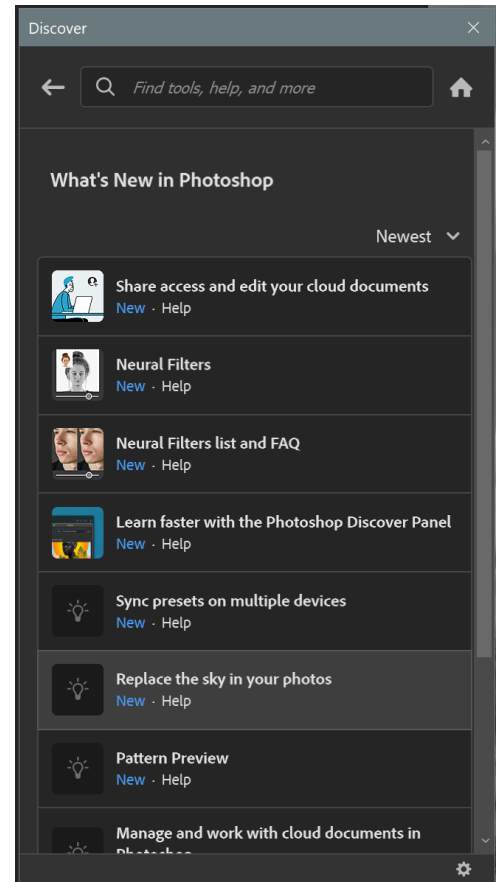 Discover
Find tools, help, and more
What's New in Photoshop
Newest
Share access and edit your cloud documents
New · Help
Neural Filters
New · Help
Neural Filters list and FAQ
New · Help
Learn faster with the Photoshop Discover Panel
New · Help
Sync presets on multiple devices
New · Help
Replace the sky in your photos
New · Help
Pattern Preview
New · Help
Manage and work with cloud documents in
Photoshop